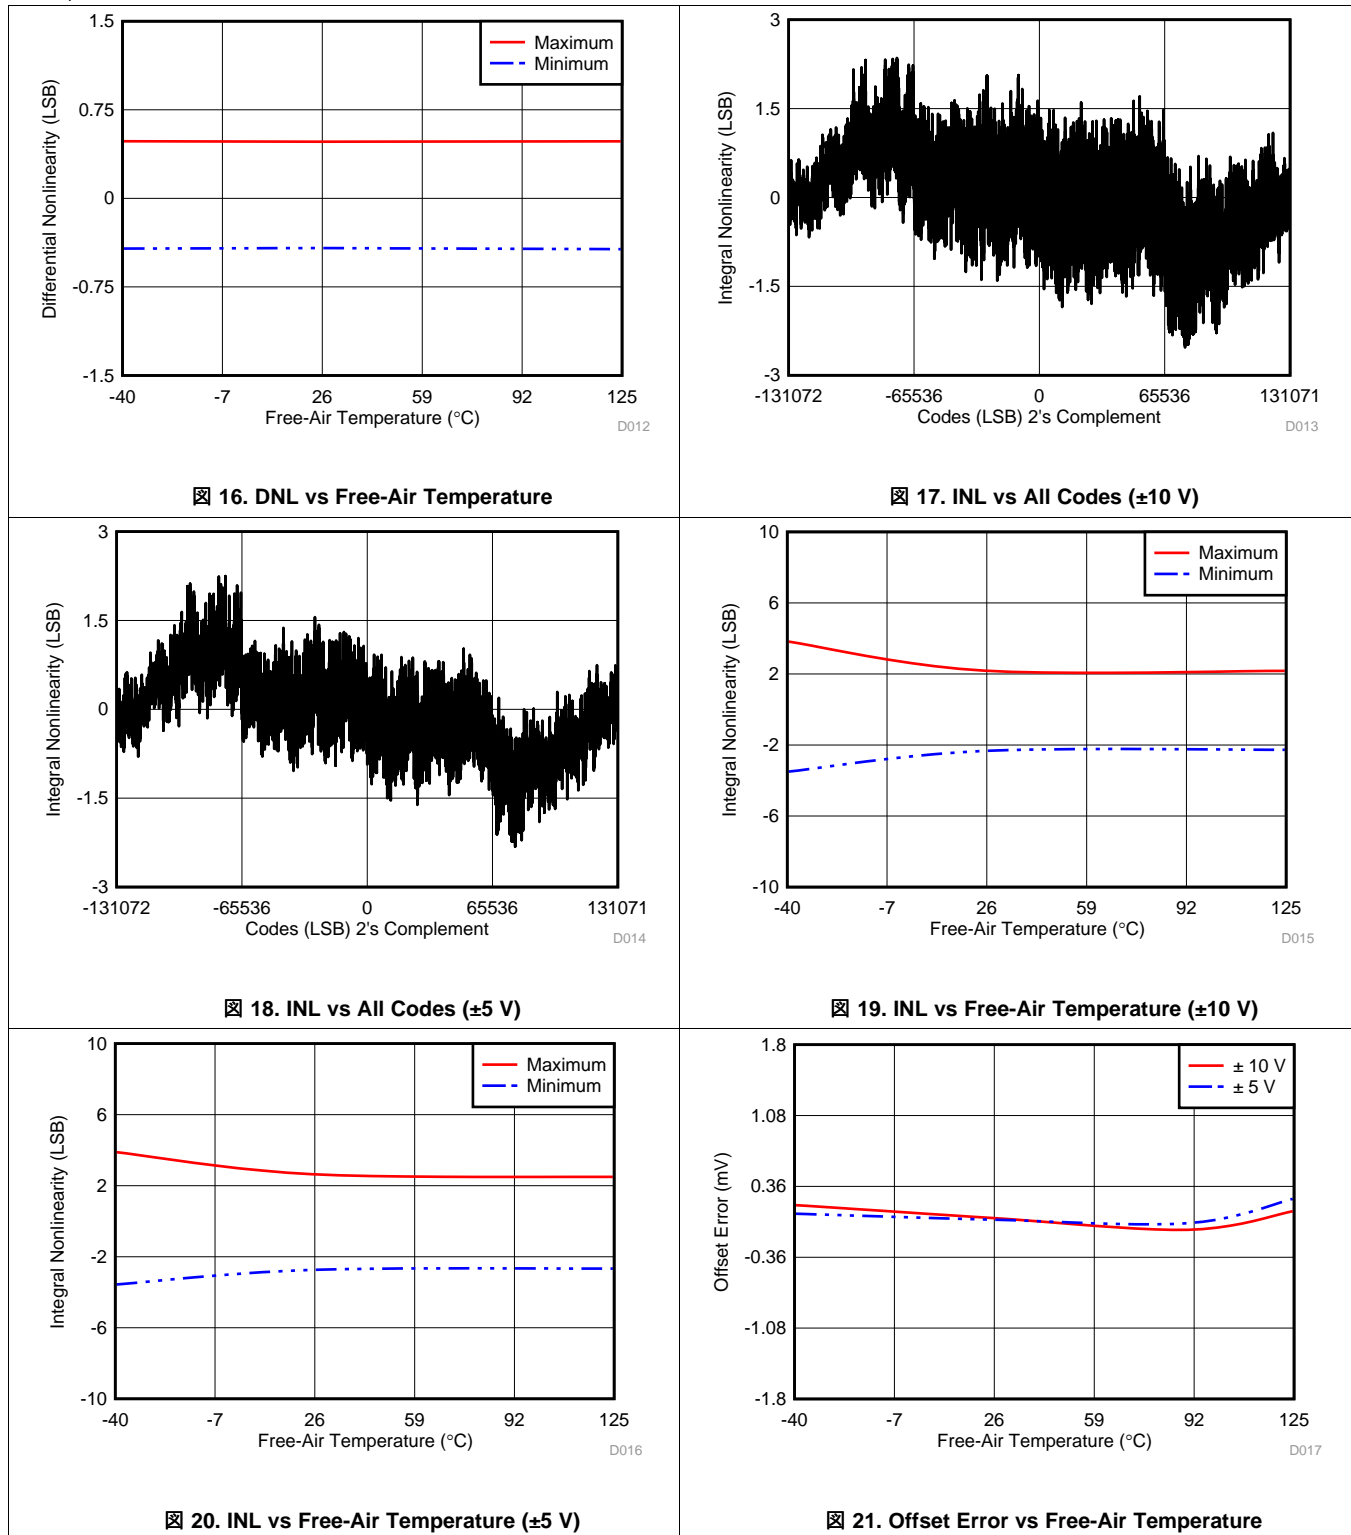 1.5
0.75
0
-0.75
-1.5
Differential Nonlinearity (LSB)
Maximum
Minimum
-40 -7 26 59 92 125
Free-Air Temperature (°C)
D012
図 16. DNL vs Free-Air Temperature
3
1.5
0
-1.5
-3
Integral Nonlinearity (LSB)
-131072 -65536 0 65536 131071
Codes (LSB) 2's Complement
D013
図 17. INL vs All Codes (±10 V)
3
1.5
0
-1.5
-3
Integral Nonlinearity (LSB)
-131072 -65536 0 65536 131071
Codes (LSB) 2's Complement
D014
図 18. INL vs All Codes (±5 V)
10
6
2
-2
-6
-10
Integral Nonlinearity (LSB)
Maximum
Minimum
-40 -7 26 59 92 125
Free-Air Temperature (°C)
D015
図 19. INL vs Free-Air Temperature (±10 V)
10
6
2
-2
-6
-10
Integral Nonlinearity (LSB)
Maximum
Minimum
-40 -7 26 59 92 125
Free-Air Temperature (°C)
D016
図 20. INL vs Free-Air Temperature (±5 V)
1.8
1.08
0.36
-0.36
-1.08
-1.8
Offset Error (mV)
± 10 V
± 5 V
-40 -7 26 59 92 125
Free-Air Temperature (°C)
D017
図 21. Offset Error vs Free-Air Temperature